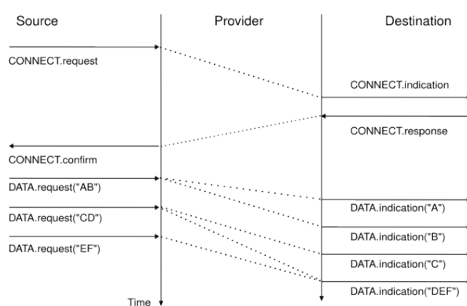 Source Provider Destination
CONNECT.request
CONNECT.indication
CONNECT.response
CONNECT.confirm
DATA.request("AB")
DATA.indication("A")
DATA.request("CD")
DATA.indication("B")
DATA.request("EF")
DATA.indication("C")
DATA.indication("DEF")
Time